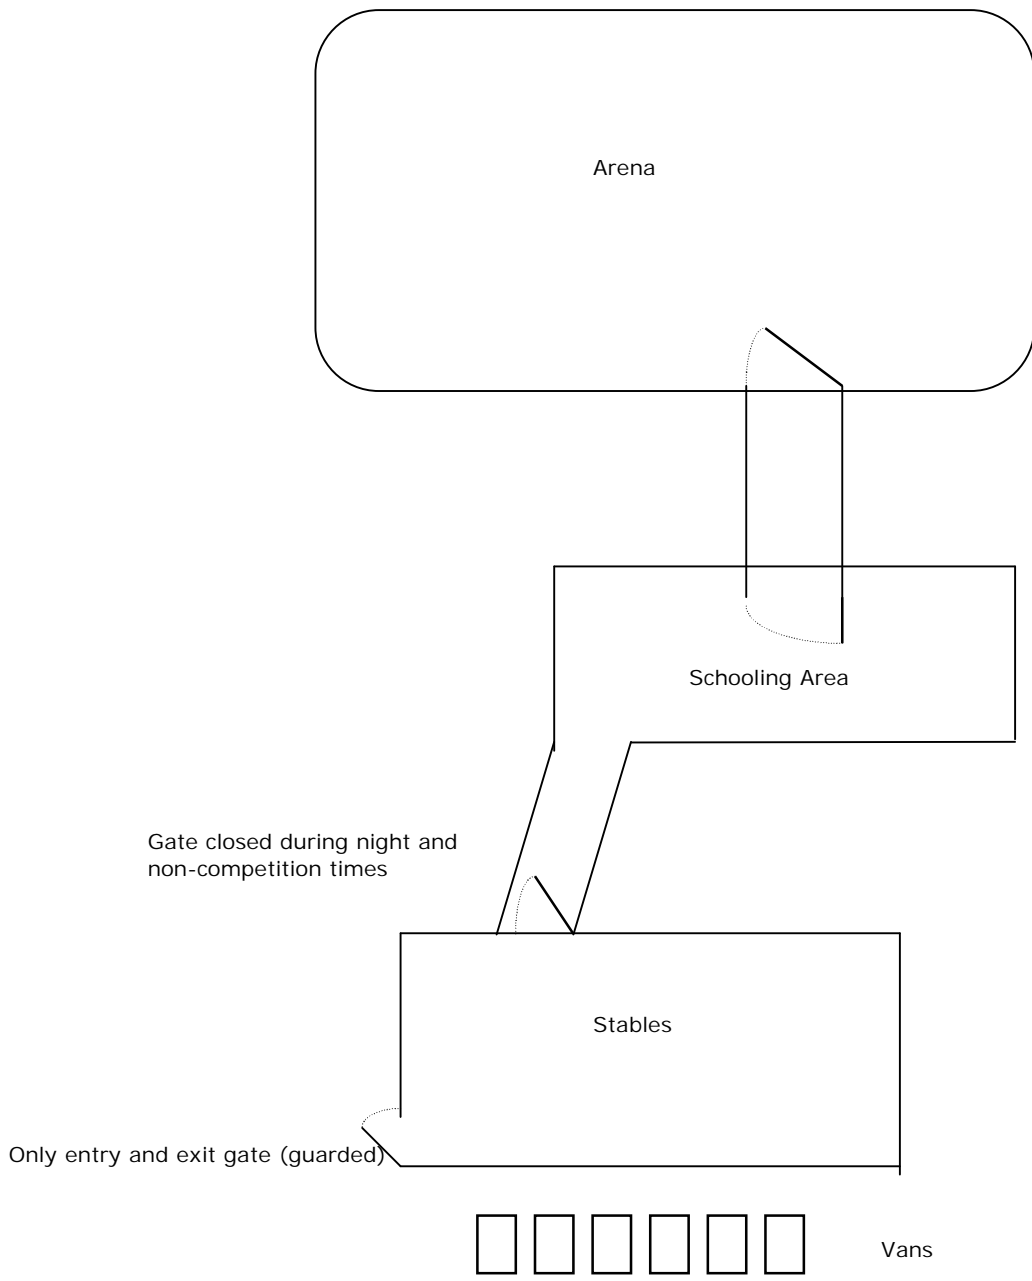 Arena
Schooling Area
Gate closed during night and
non-competition times
Stables
Only entry and exit gate (guarded)
Vans